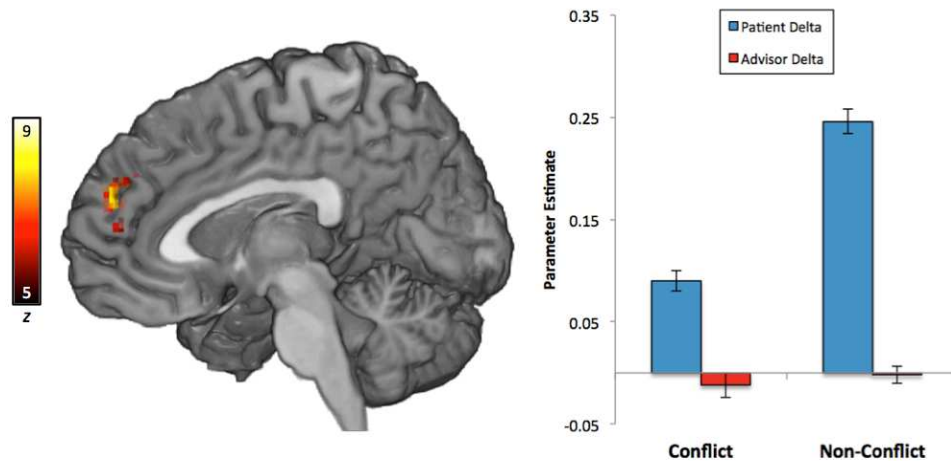 9
5
z
0.35
0.25
0.15
0.05
-0.05
Parameter Estimate
Patient Delta
Advisor Delta
Conflict
Non-Conflict